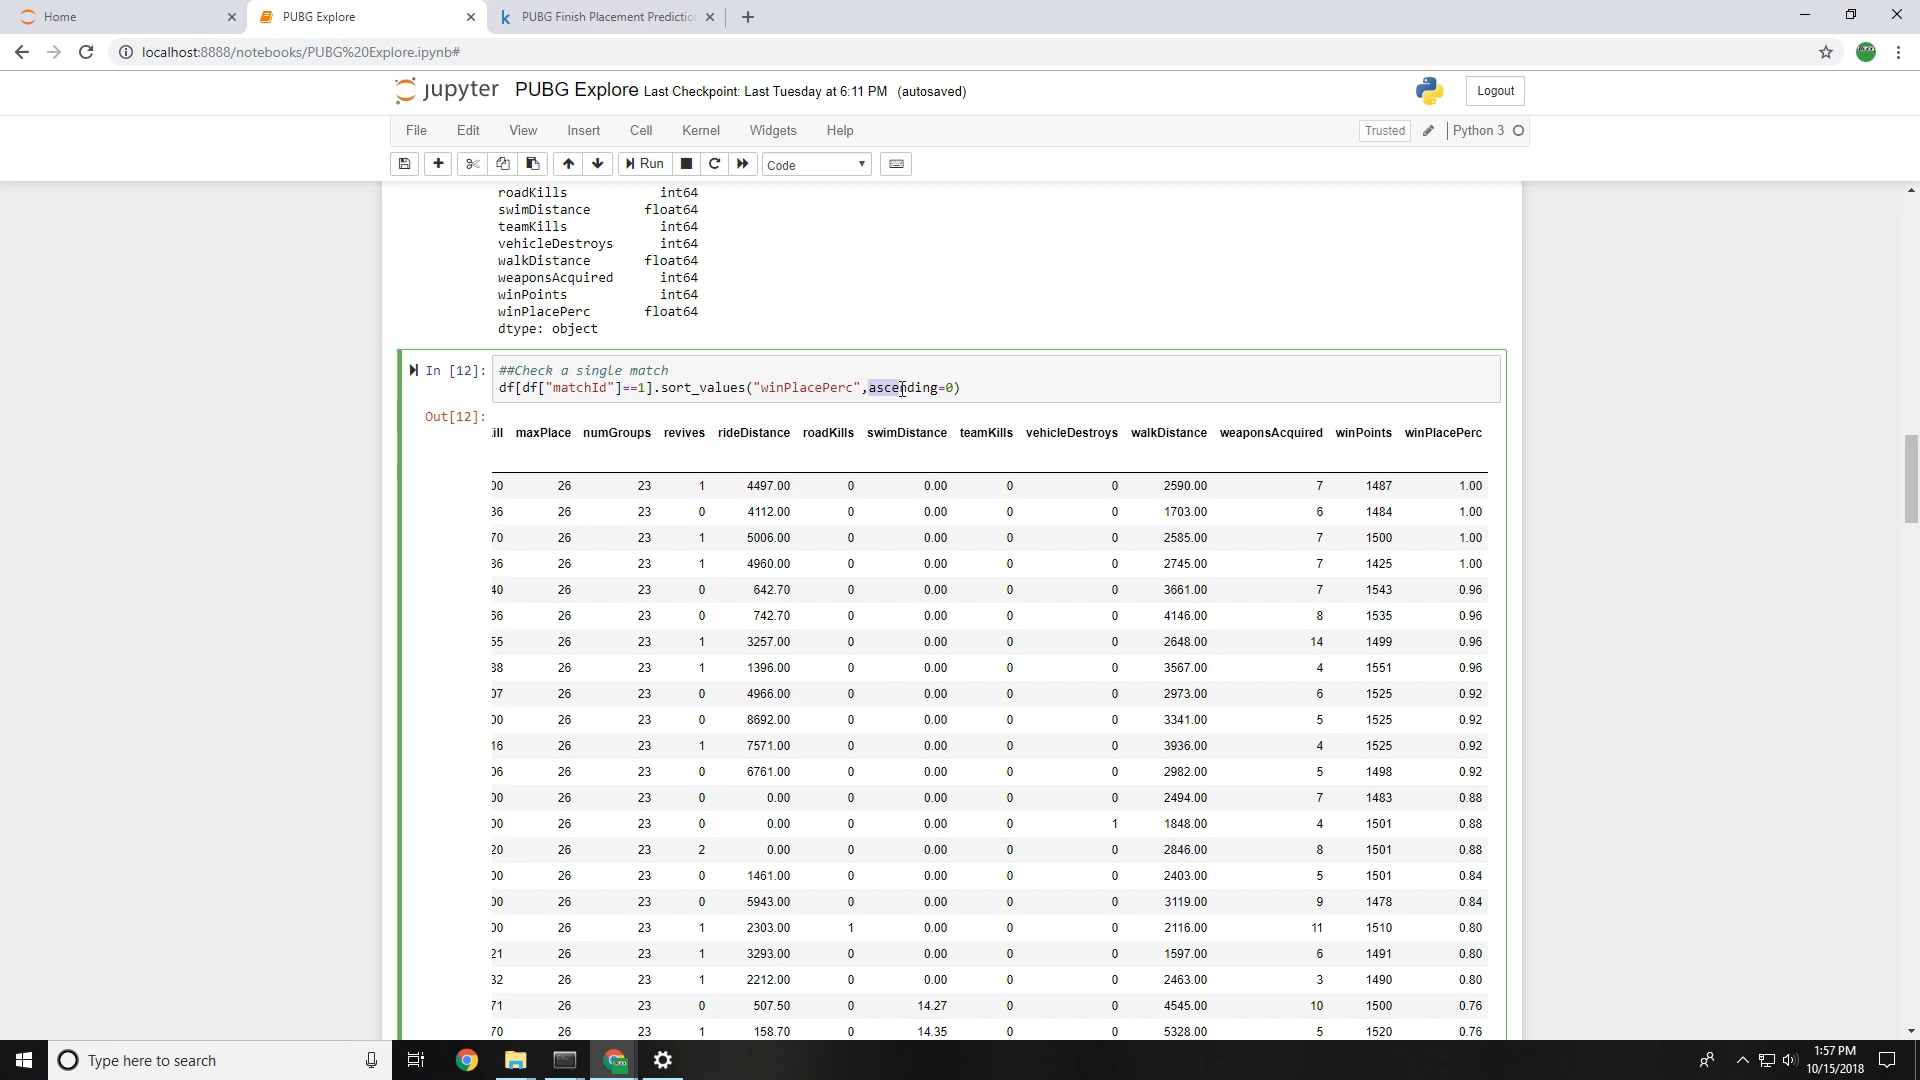 Home
PUBG Explore
PUBG Finish Placement Predictio
localhost:8888/notebooks/PUBG%20Explore.ipynb#
jupyter PUBG Explore Last Checkpoint: Last Tuesday at 6:11 PM (autosaved)
Logout
File Edit View Insert Cell Kernel Widgets Help
Trusted Python 3
Run Code
roadKills int64
swimDistance float64
teamKills int64
vehicleDestroys int64
walkDistance float64
weaponsAcquired int64
winPoints int64
winPlacePerc float64
dtype: object
In [12]: ##Check a single match
df[df["matchId"]==1].sort_values("winPlacePerc",ascending=0)
Out[12]:
ill maxPlace numGroups revives rideDistance roadKills swimDistance teamKills vehicleDestroys walkDistance weaponsAcquired winPoints winPlacePerc
00 26 23 1 4497.00 0 0.00 0 0 2590.00 7 1487 1.00
36 26 23 0 4112.00 0 0.00 0 0 1703.00 6 1484 1.00
70 26 23 1 5006.00 0 0.00 0 0 2585.00 7 1500 1.00
36 26 23 1 4960.00 0 0.00 0 0 2745.00 7 1425 1.00
40 26 23 0 642.70 0 0.00 0 0 3661.00 7 1543 0.96
66 26 23 0 742.70 0 0.00 0 0 4146.00 8 1535 0.96
55 26 23 1 3257.00 0 0.00 0 0 2648.00 14 1499 0.96
38 26 23 1 1396.00 0 0.00 0 0 3567.00 4 1551 0.96
07 26 23 0 4966.00 0 0.00 0 0 2973.00 6 1525 0.92
00 26 23 0 8692.00 0 0.00 0 0 3341.00 5 1525 0.92
16 26 23 1 7571.00 0 0.00 0 0 3936.00 4 1525 0.92
06 26 23 0 6761.00 0 0.00 0 0 2982.00 5 1498 0.92
00 26 23 0 0.00 0 0.00 0 0 2494.00 7 1483 0.88
00 26 23 0 0.00 0 0.00 0 1 1848.00 4 1501 0.88
20 26 23 2 0.00 0 0.00 0 0 2846.00 8 1501 0.88
00 26 23 0 1461.00 0 0.00 0 0 2403.00 5 1501 0.84
00 26 23 0 5943.00 0 0.00 0 0 3119.00 9 1478 0.84
00 26 23 1 2303.00 1 0.00 0 0 2116.00 11 1510 0.80
21 26 23 1 3293.00 0 0.00 0 0 1597.00 6 1491 0.80
32 26 23 1 2212.00 0 0.00 0 0 2463.00 3 1490 0.80
71 26 23 0 507.50 0 14.27 0 0 4545.00 10 1500 0.76
70 26 23 1 158.70 0 14.35 0 0 5328.00 5 1520 0.76
Type here to search
1:57 PM
10/15/2018